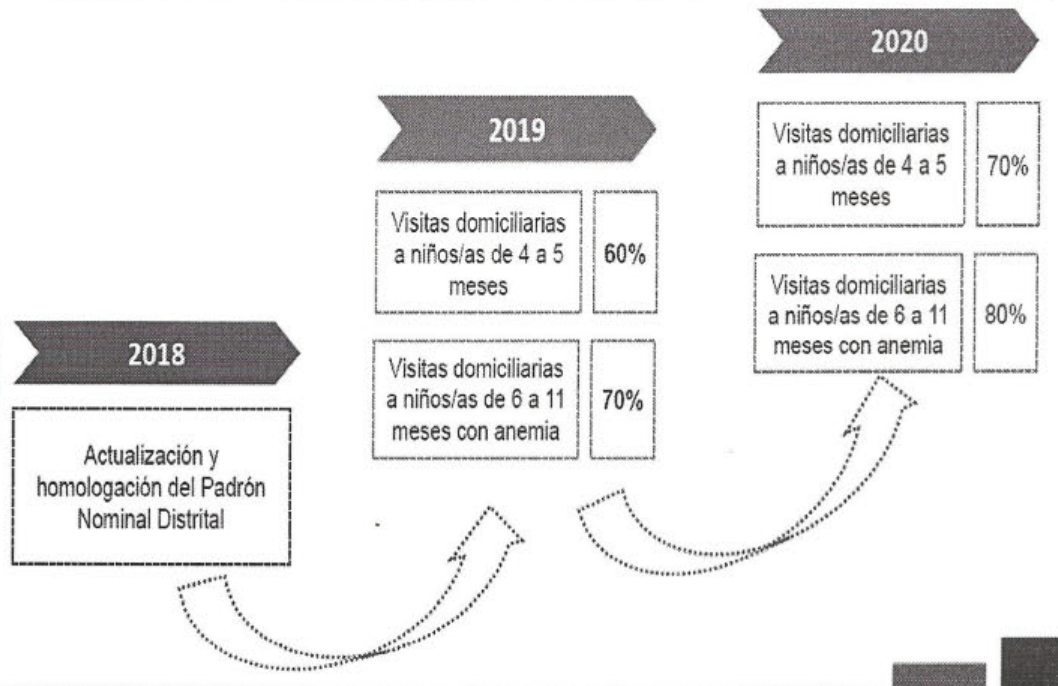 2018
Actualización y
homologación del Padrón
Nominal Distrital
2019
Visitas domiciliarias
a niños/as de 4 a 5
meses
60%
Visitas domiciliarias
a niños/as de 6 a 11
meses con anemia
70%
2020
Visitas domiciliarias
a niños/as de 4 a 5
meses
70%
Visitas domiciliarias
a niños/as de 6 a 11
meses con anemia
80%